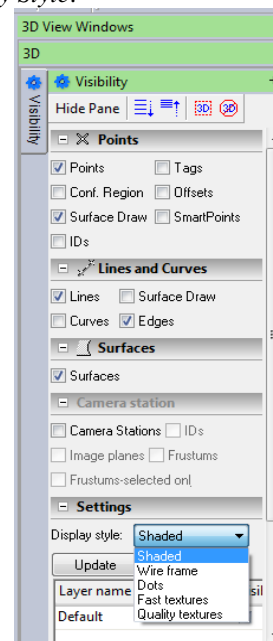 y style.
3D View Windows
3D
Visibility
Visibility
Hide Pane 3D 3D
Points
Points Tags
Conf. Region Offsets
Surface Draw SmartPoints
IDs
Lines and Curves
Lines Surface Draw
Curves Edges
Surfaces
Surfaces
Camera station
Camera Stations IDs
Image planes Frustums
Frustums-selected onl
Settings
Display style: Shaded
Shaded
Update Wire frame
Dots
Layer name Fast textures sil
Default Quality textures